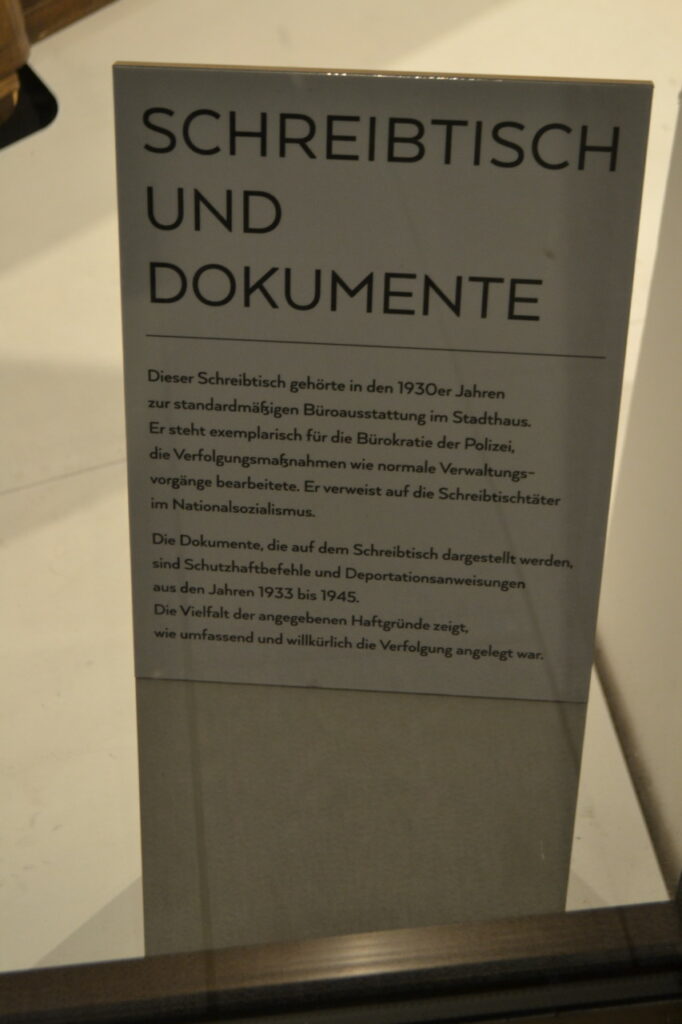 SCHREIBTISCH
UND
DOKUMENTE
Dieser Schreibtisch gehörte in den 1930er Jahren
zur standardmäßigen Büroausstattung im Stadthaus.
Er steht exemplarisch für die Bürokratie der Polizei,
die Verfolgungsmaßnahmen wie normale Verwaltungs-
vorgänge bearbeitete. Er verweist auf die Schreibtischtäter
im Nationalsozialismus.
Die Dokumente, die auf dem Schreibtisch dargestellt werden,
sind Schutzhaftbefehle und Deportationsanweisungen
aus den Jahren 1933 bis 1945.
Die Vielfalt der angegebenen Haftgründe zeigt,
wie umfassend und willkürlich die Verfolgung angelegt war.